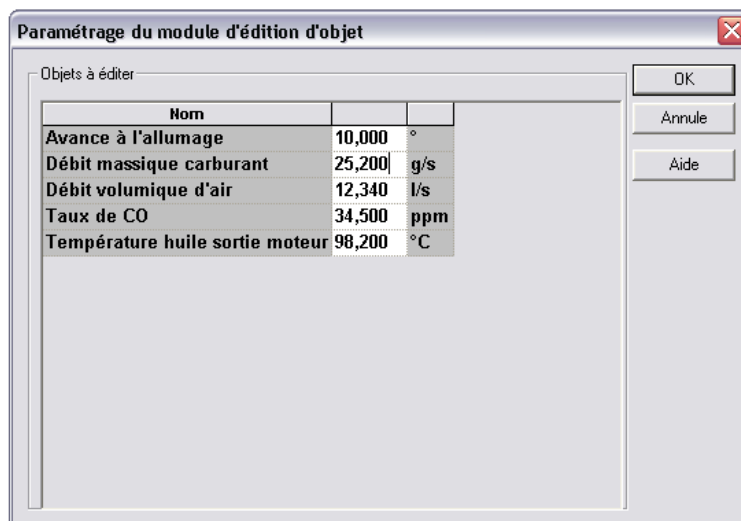 Paramétrage du module d'édition d'objet
Objets à éditer
OK
Annule
Aide
Nom
Avance à l'allumage 10,000 °
Débit massique carburant 25,200 g/s
Débit volumique d'air 12,340 l/s
Taux de CO 34,500 ppm
Température huile sortie moteur 98,200 °C